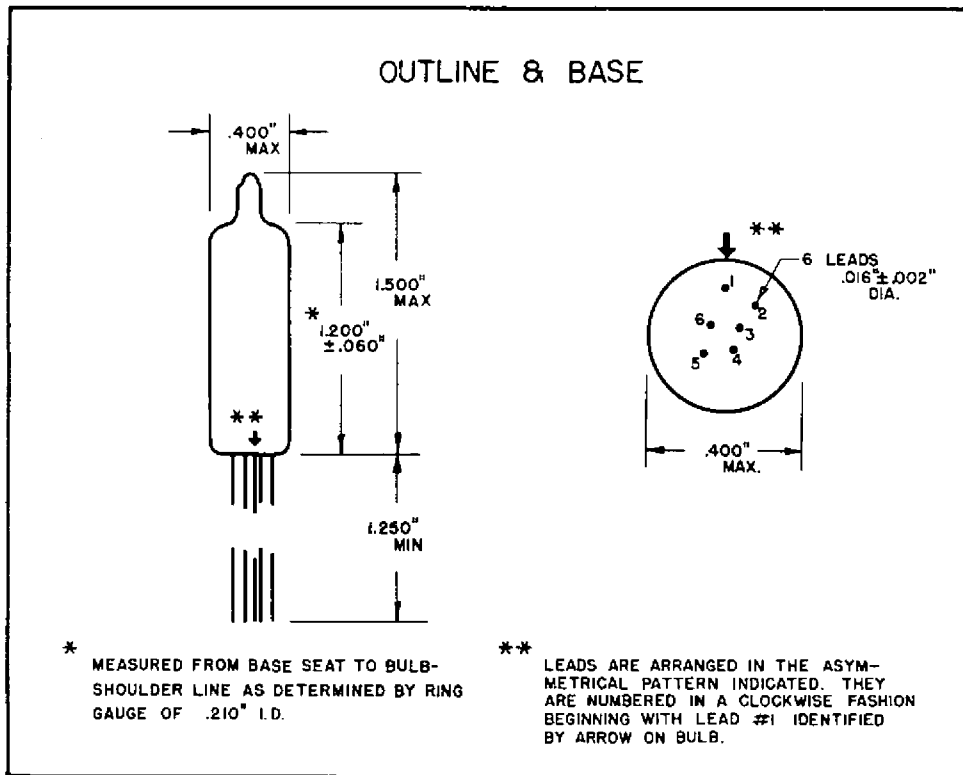 OUTLINE & BASE
.400"
MAX
1.500"
MAX
*
1.200"
±.060"
**
1.250"
MIN
**
6 LEADS
.016"±.002"
DIA.
1
2
3
4
5
6
.400"
MAX.
*
MEASURED FROM BASE SEAT TO BULB-
SHOULDER LINE AS DETERMINED BY RING
GAUGE OF .210" I.D.
**
LEADS ARE ARRANGED IN THE ASYM-
METRICAL PATTERN INDICATED. THEY
ARE NUMBERED IN A CLOCKWISE FASHION
BEGINNING WITH LEAD #1 IDENTIFIED
BY ARROW ON BULB.